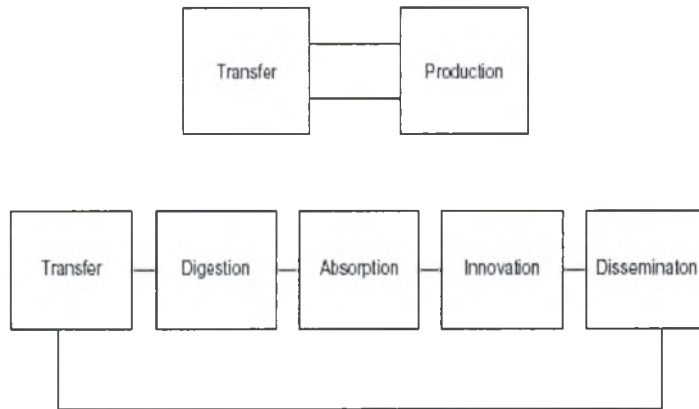 Transfer
Production
Transfer
Digestion
Absorption
Innovation
Disseminaton